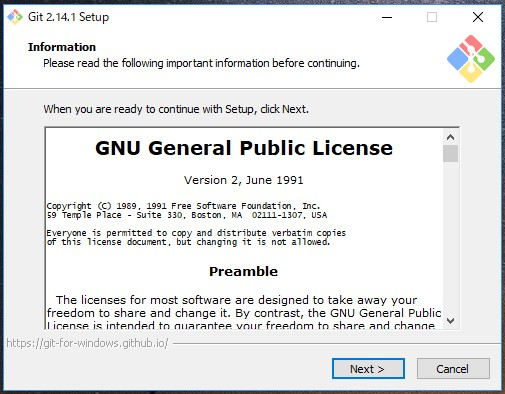 Git 2.14.1 Setup
Information
Please read the following important information before continuing.
When you are ready to continue with Setup, click Next.
GNU General Public License
Version 2, June 1991
Copyright (C) 1989, 1991 Free Software Foundation, Inc.
59 Temple Place - Suite 330, Boston, MA  02111-1307, USA
Everyone is permitted to copy and distribute verbatim copies
of this license document, but changing it is not allowed.
Preamble
The licenses for most software are designed to take away your
freedom to share and change it. By contrast, the GNU General Public
License is intended to guarantee your freedom to share and change
https://git-for-windows.github.io/
Next >
Cancel